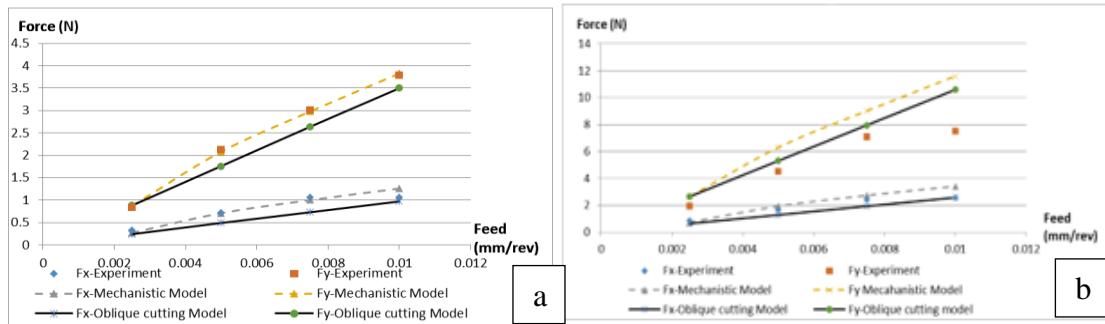 Force (N)
4.5
4
3.5
3
2.5
2
1.5
1
0.5
0
0 0.002 0.004 0.006 0.008 0.01 0.012
Feed
(mm/rev)
Fx-Experiment
Fy-Experiment
Fx-Mechanistic Model
Fy-Mechanistic Model
Fx-Oblique cutting Model
Fy-Oblique cutting model
a
Force (N)
14
12
10
8
6
4
2
0
0 0.002 0.004 0.006 0.008 0.01 0.012
Feed
(mm/rev)
Fx-Experiment
Fy-Experiment
Fx-Mechanistic Model
Fy Mecahanistic Model
Fx-Oblique cutting Model
Fy-Oblique cutting model
b